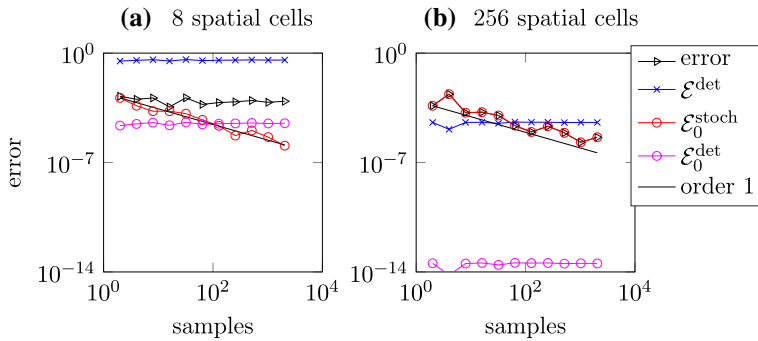 (a) 8 spatial cells
(b) 256 spatial cells
10^0
10^−7
10^−14
error
10^0
10^2
10^4
samples
10^0
10^−7
10^−14
10^0
10^2
10^4
samples
error
ℰ^det
ℰ_0^stoch
ℰ_0^det
order 1